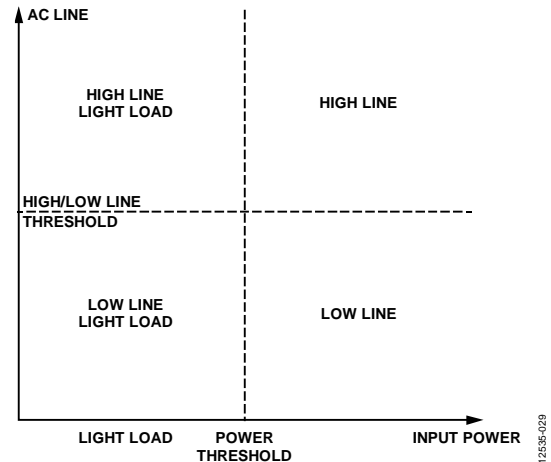 AC LINE
HIGH LINE
LIGHT LOAD
HIGH LINE
HIGH/LOW LINE
THRESHOLD
LOW LINE
LIGHT LOAD
LOW LINE
LIGHT LOAD
POWER
THRESHOLD
INPUT POWER
12535-029